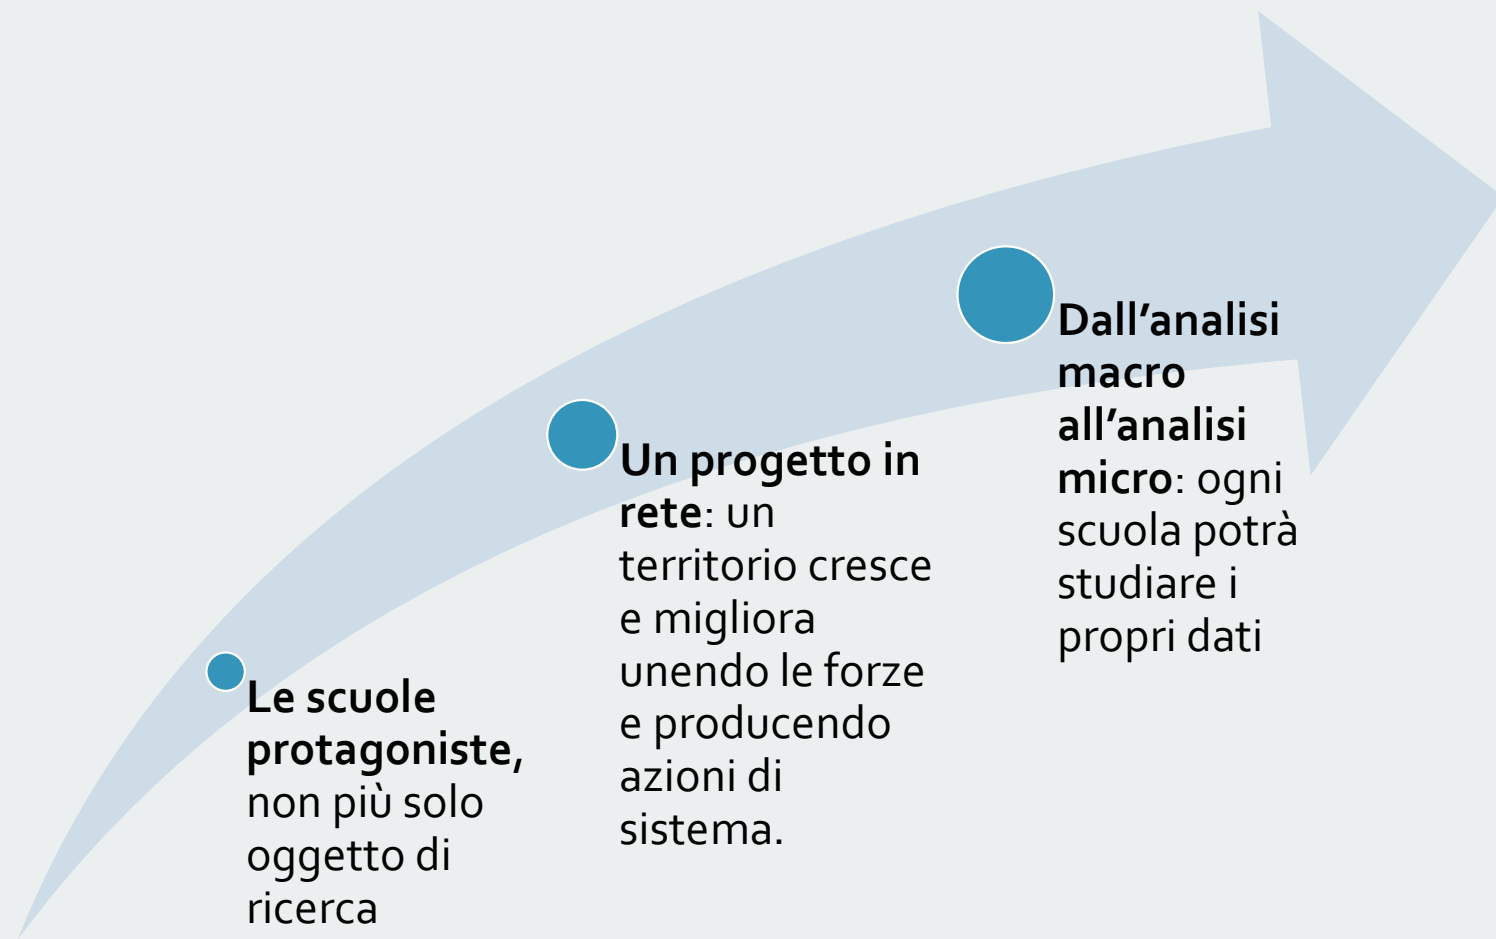 Le scuole
protagoniste,
non più solo
oggetto di
ricerca
Un progetto in
rete: un
territorio cresce
e migliora
unendo le forze
e producendo
azioni di
sistema.
Dall’analisi
macro
all’analisi
micro: ogni
scuola potrà
studiare i
propri dati